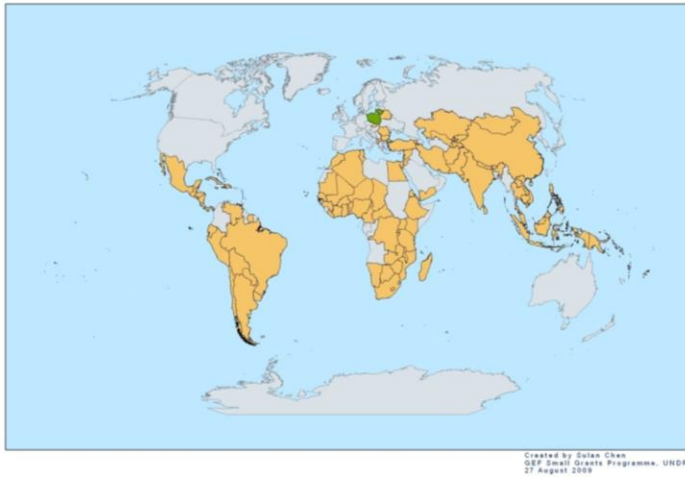 Created by Sulan Chen
GEF Small Grants Programme, UNDP
27 August 2009